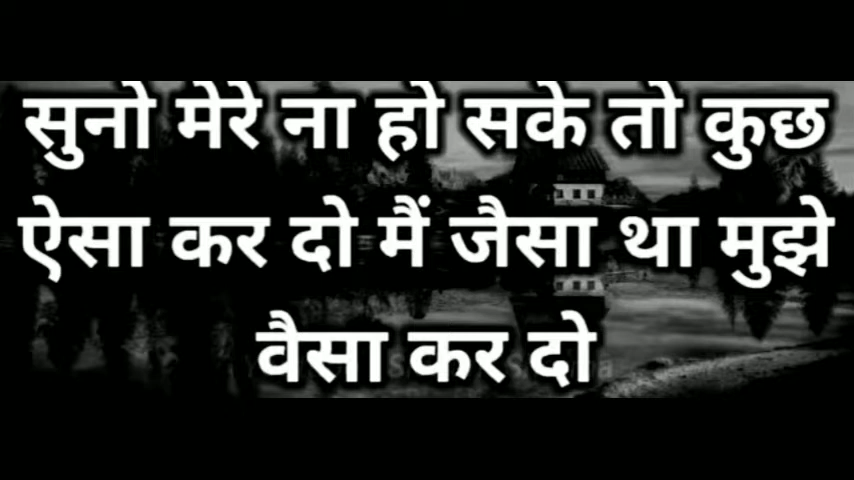 सुनो मेरे ना हो सके तो कुछ
ऐसा कर दो मैं जैसा था मुझे
वैसा कर दो